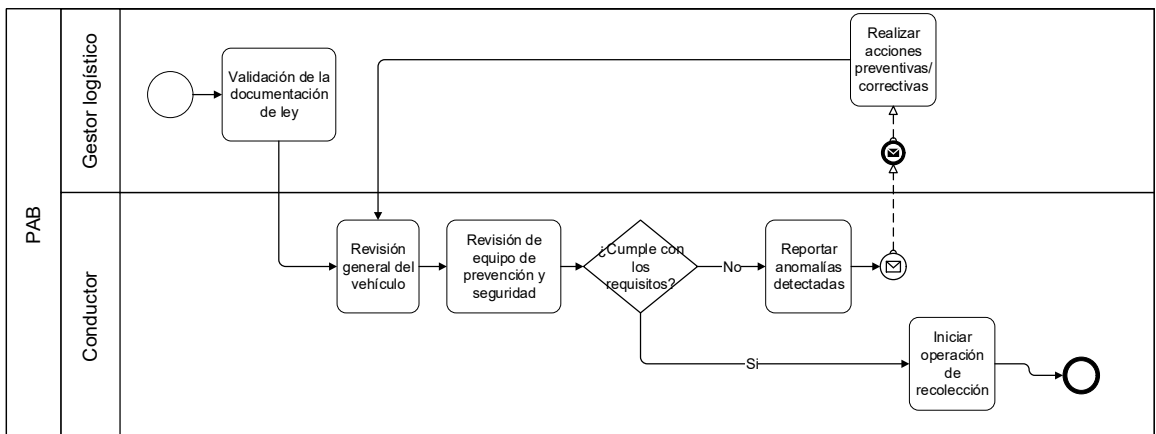 PAB
Gestor logístico
Validación de la
documentación
de ley
Realizar
acciones
preventivas/
correctivas
Conductor
Revisión
general del
vehículo
Revisión de
equipo de
prevención y
seguridad
¿Cumple con
los
requisitos?
No
Reportar
anomalías
detectadas
Si
Iniciar
operación
de
recolección